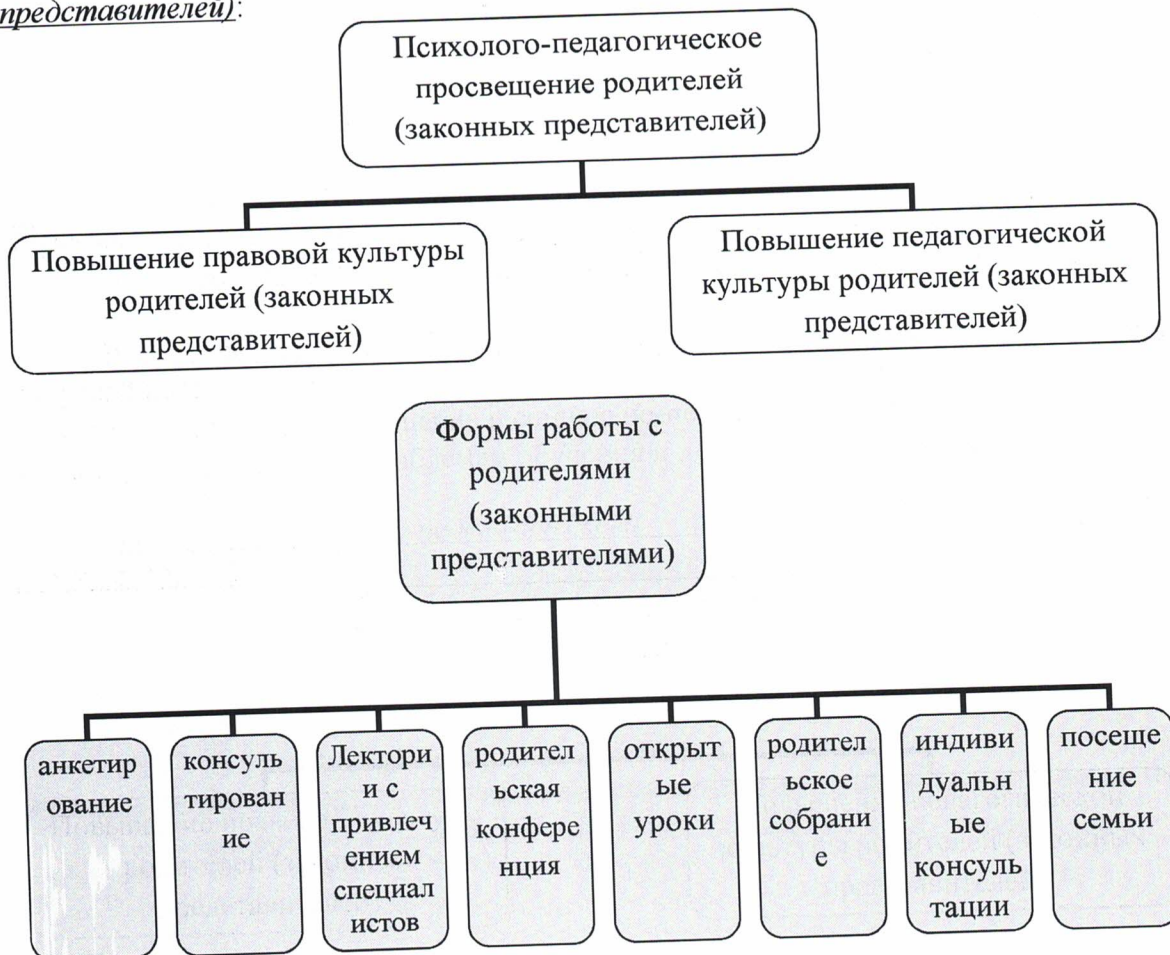 представителей):
Психолого-педагогическое
просвещение родителей
(законных представителей)
Повышение правовой культуры
родителей (законных
представителей)
Повышение педагогической
культуры родителей (законных
представителей)
Формы работы с
родителями
(законными
представителями)
анкетир
ование
консуль
тирован
ие
Лектори
и с
привлеч
ением
специал
истов
родител
ьская
конфере
нция
открыт
ые
уроки
родител
ьское
собрани
е
индиви
дуальн
ые
консуль
тации
посеще
ние
семьи